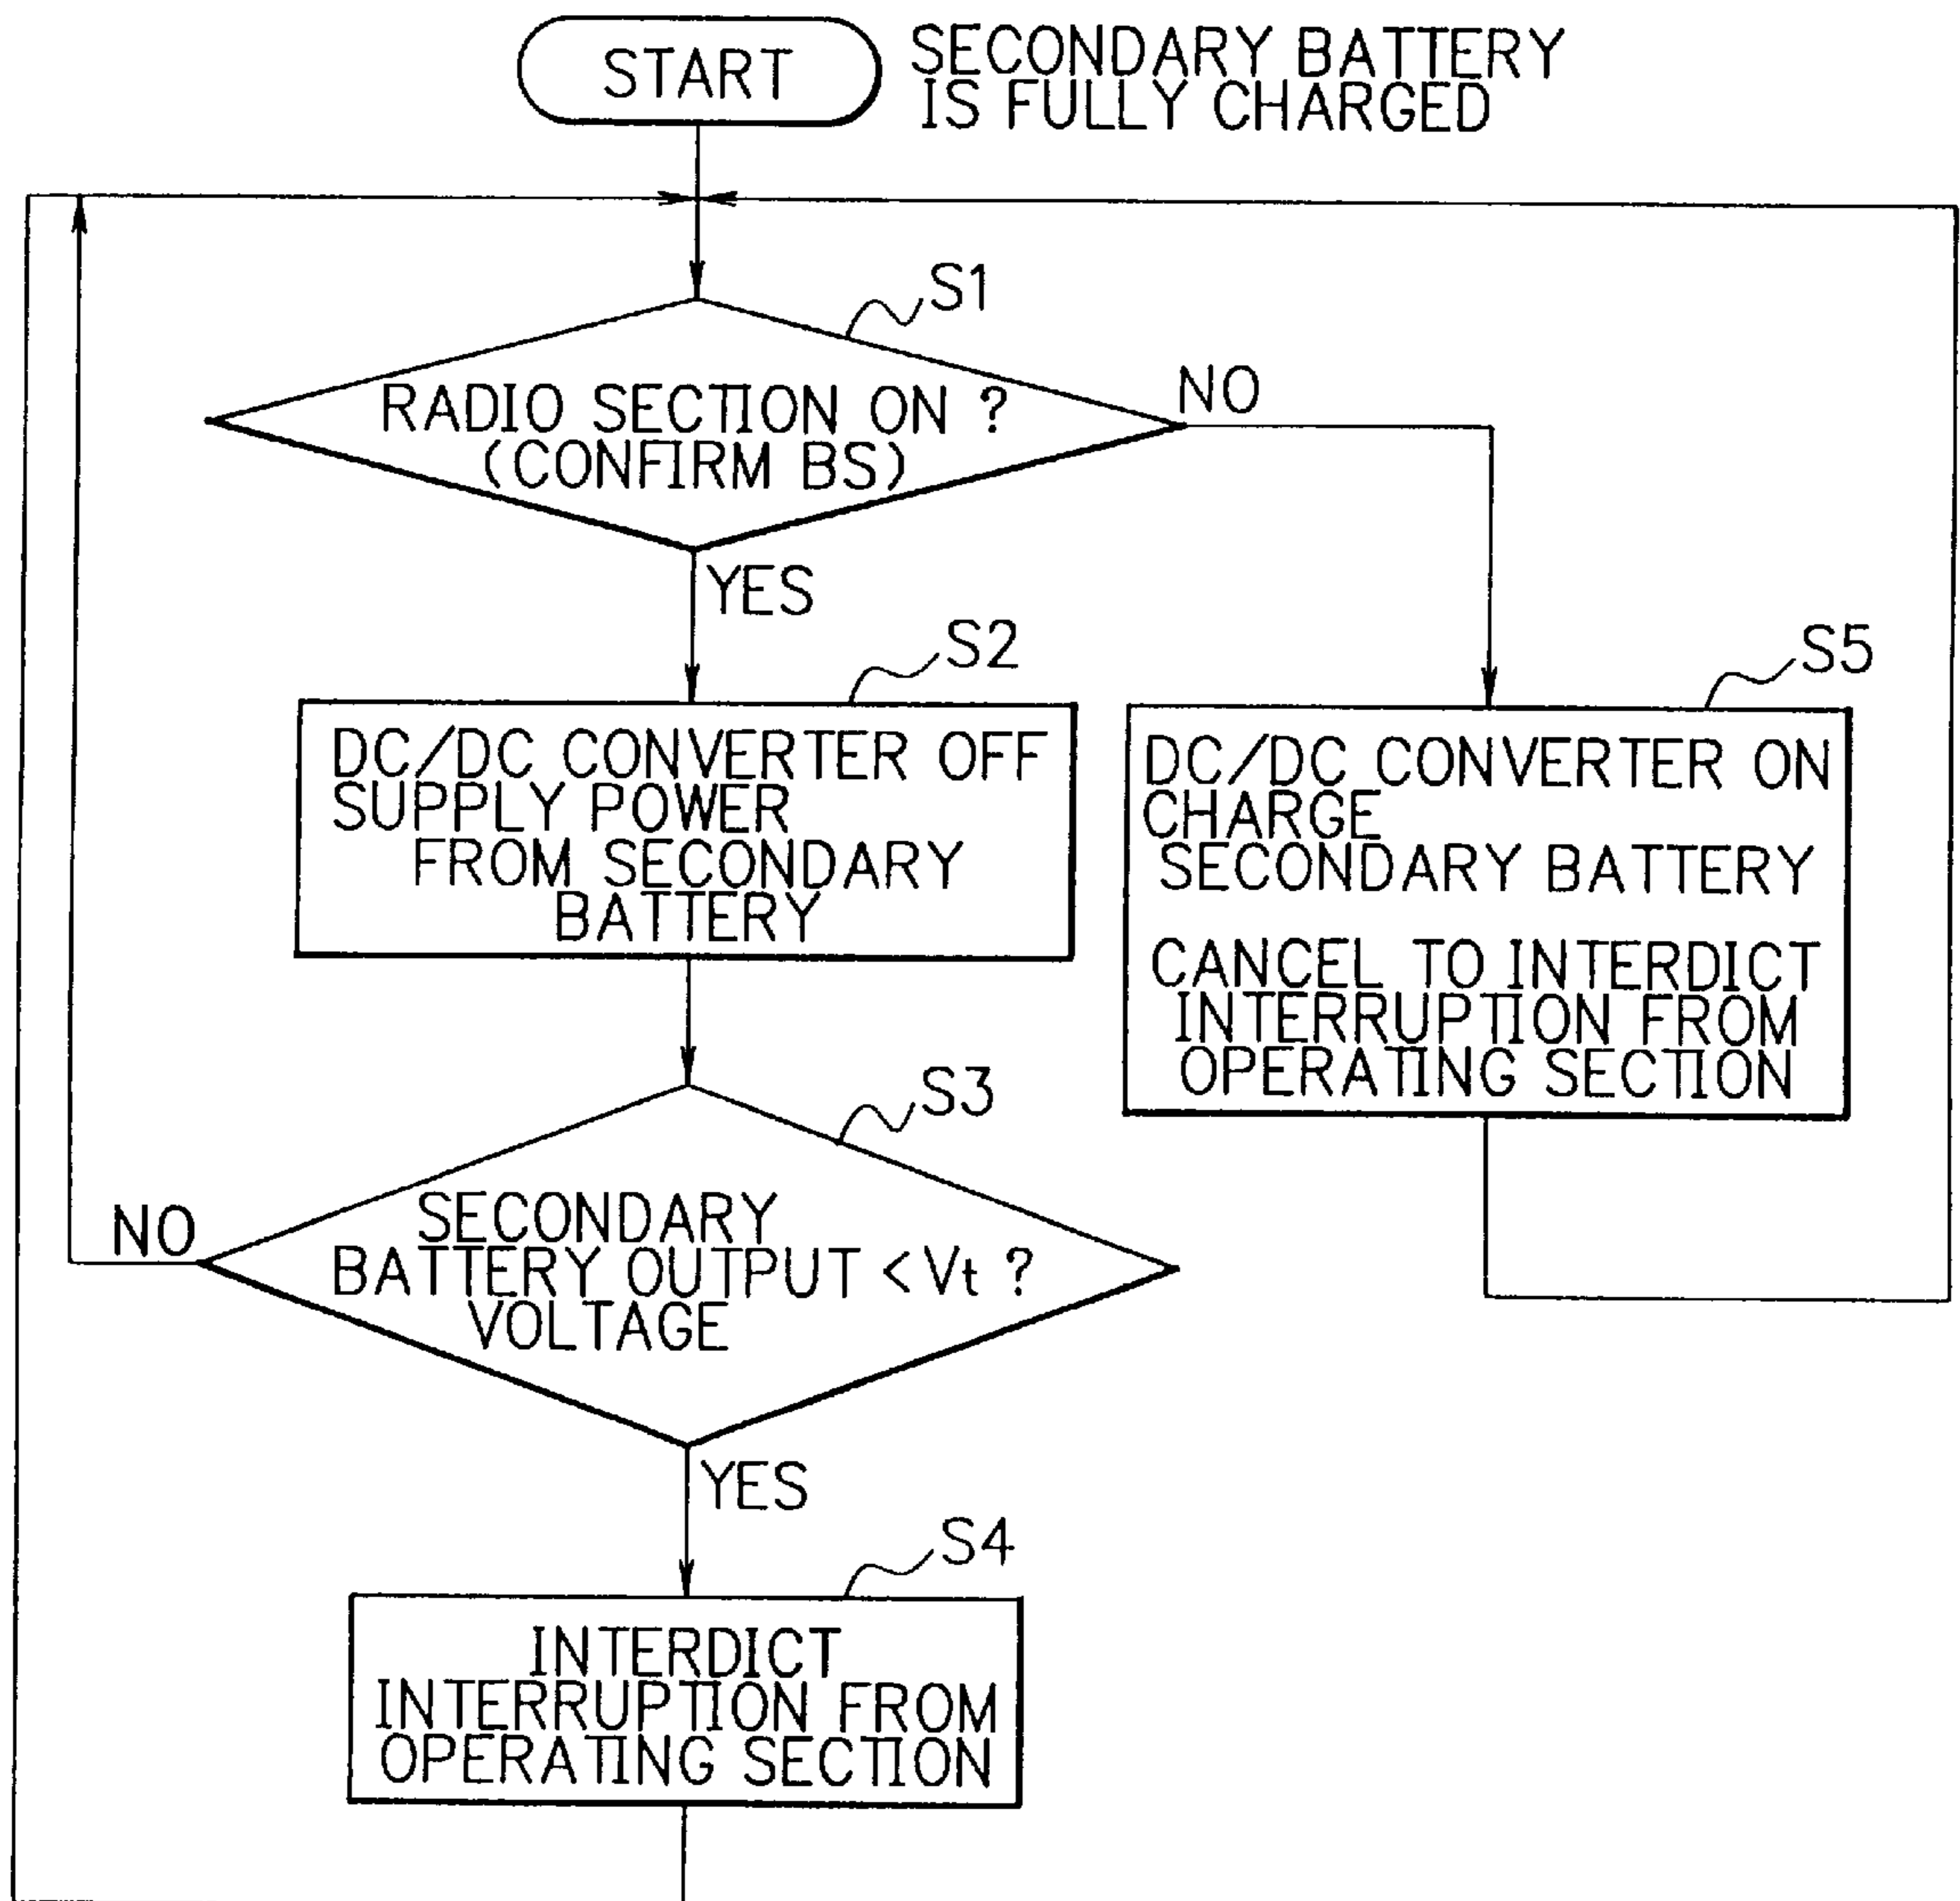 START
SECONDARY BATTERY
IS FULLY CHARGED
S1
RADIO SECTION ON ?
(CONFIRM BS)
NO
YES
S2
DC/DC CONVERTER OFF
SUPPLY POWER
FROM SECONDARY
BATTERY
S5
DC/DC CONVERTER ON
CHARGE
SECONDARY BATTERY
CANCEL TO INTERDICT
INTERRUPTION FROM
OPERATING SECTION
S3
SECONDARY
BATTERY OUTPUT < Vt ?
VOLTAGE
NO
YES
S4
INTERDICT
INTERRUPTION FROM
OPERATING SECTION